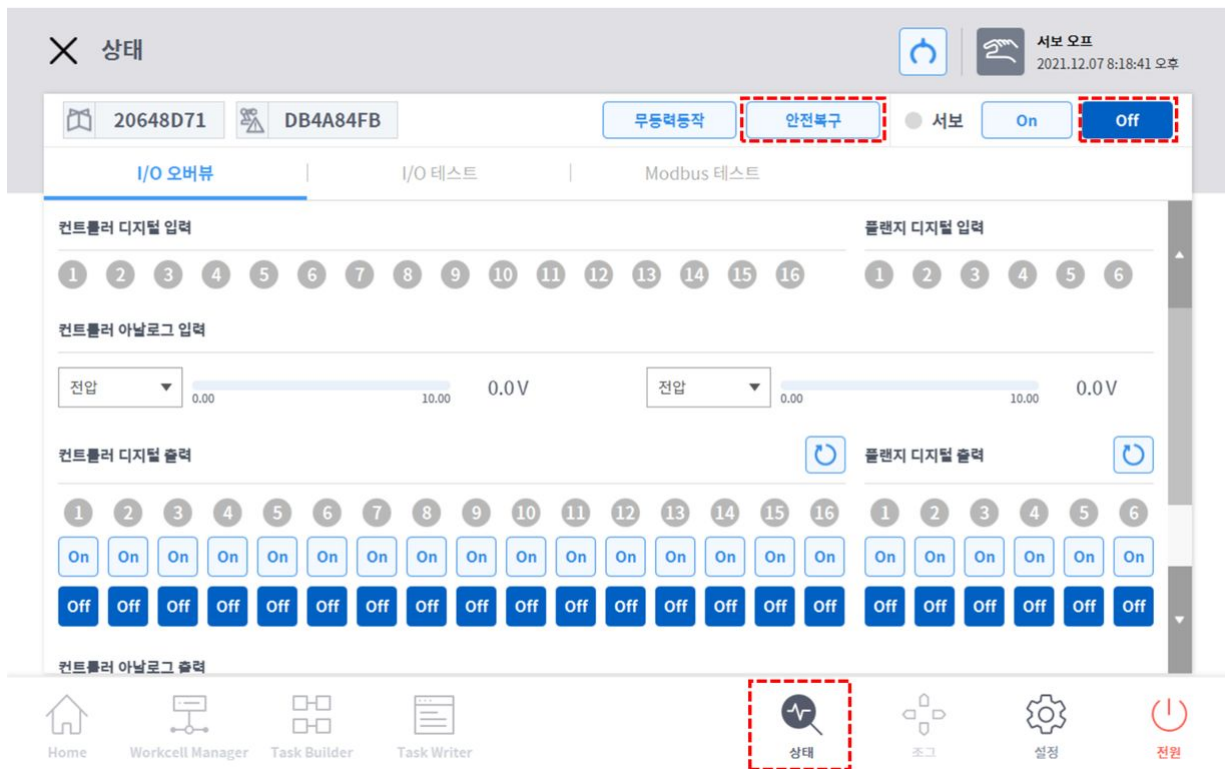 상태
서보 오프
2021.12.07 8:18:41 오후
20648D71 DB4A84FB 무동력동작 안전복구 서보 On Off
I/O 오버뷰 I/O 테스트 Modbus 테스트
컨트롤러 디지털 입력 플랜지 디지털 입력
1 2 3 4 5 6 7 8 9 10 11 12 13 14 15 16 1 2 3 4 5 6
컨트롤러 아날로그 입력
전압 0.00 10.00 0.0 V 전압 0.00 10.00 0.0 V
컨트롤러 디지털 출력 플랜지 디지털 출력
1 2 3 4 5 6 7 8 9 10 11 12 13 14 15 16 1 2 3 4 5 6
On On On On On On On On On On On On On On On On On On On On On On
Off Off Off Off Off Off Off Off Off Off Off Off Off Off Off Off Off Off Off Off Off Off
컨트롤러 아날로그 출력
Home Workcell Manager Task Builder Task Writer 상태 조그 설정 전원